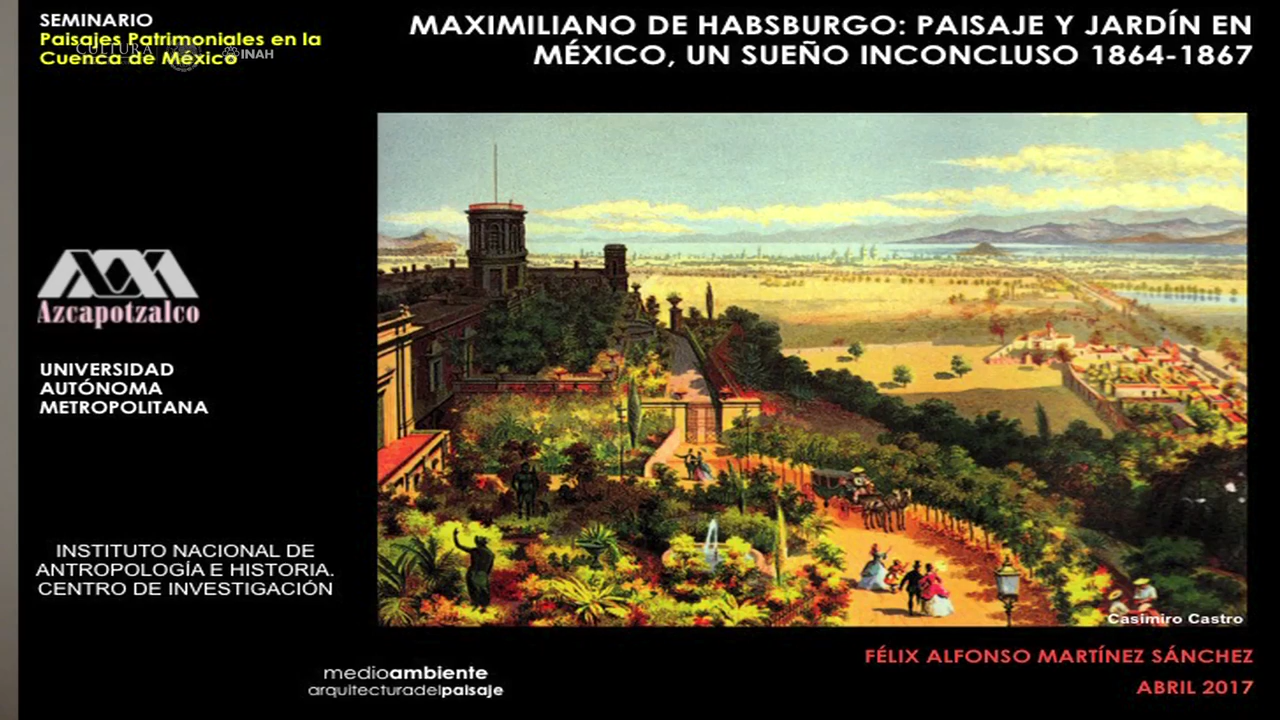 SEMINARIO
Paisajes Patrimoniales en la
Cuenca de México
CULTURA
INAH
MAXIMILIANO DE HABSBURGO: PAISAJE Y JARDÍN EN
MÉXICO, UN SUEÑO INCONCLUSO 1864-1867
Azcapotzalco
UNIVERSIDAD
AUTÓNOMA
METROPOLITANA
INSTITUTO NACIONAL DE
ANTROPOLOGÍA E HISTORIA.
CENTRO DE INVESTIGACIÓN
Casimiro Castro
medioambiente
arquitecturadelpaisaje
FÉLIX ALFONSO MARTÍNEZ SÁNCHEZ
ABRIL 2017